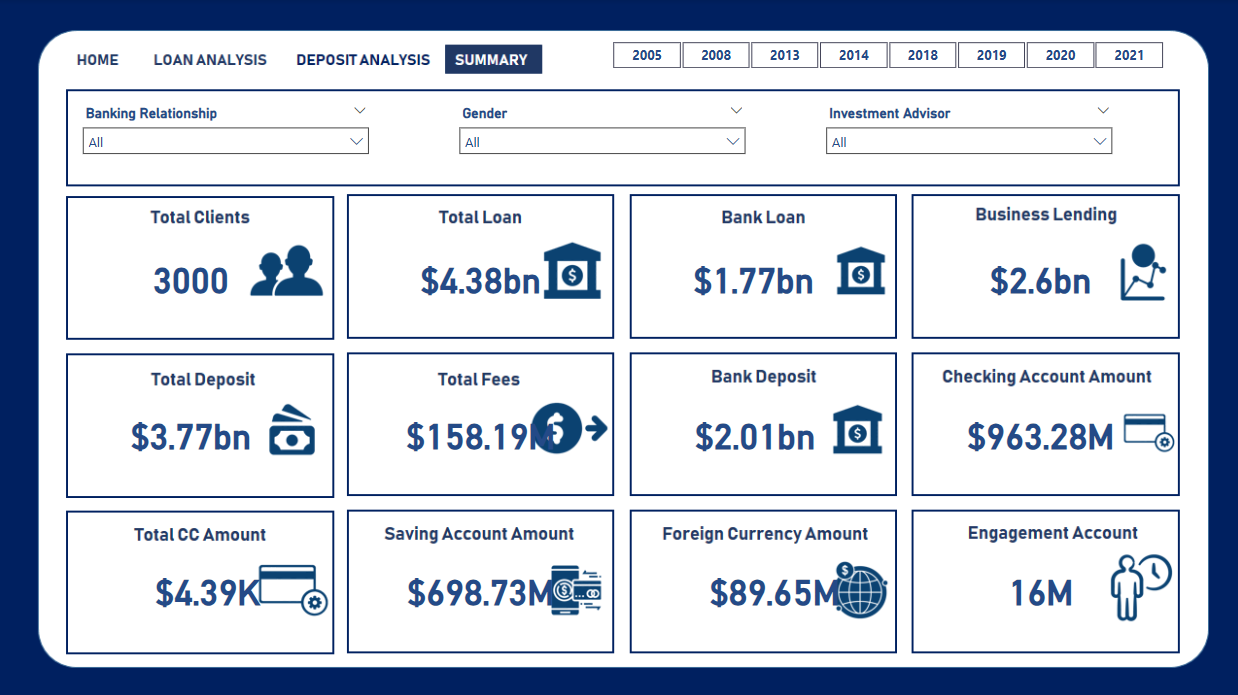 HOME LOAN ANALYSIS DEPOSIT ANALYSIS SUMMARY 2005 2008 2013 2014 2018 2019 2020 2021
Banking Relationship Gender Investment Advisor
All All All
Total Clients Total Loan Bank Loan Business Lending
3000 $4.38bn $1.77bn $2.6bn
Total Deposit Total Fees Bank Deposit Checking Account Amount
$3.77bn $158.19M $2.01bn $963.28M
Total CC Amount Saving Account Amount Foreign Currency Amount Engagement Account
$4.39K $698.73M $89.65M 16M